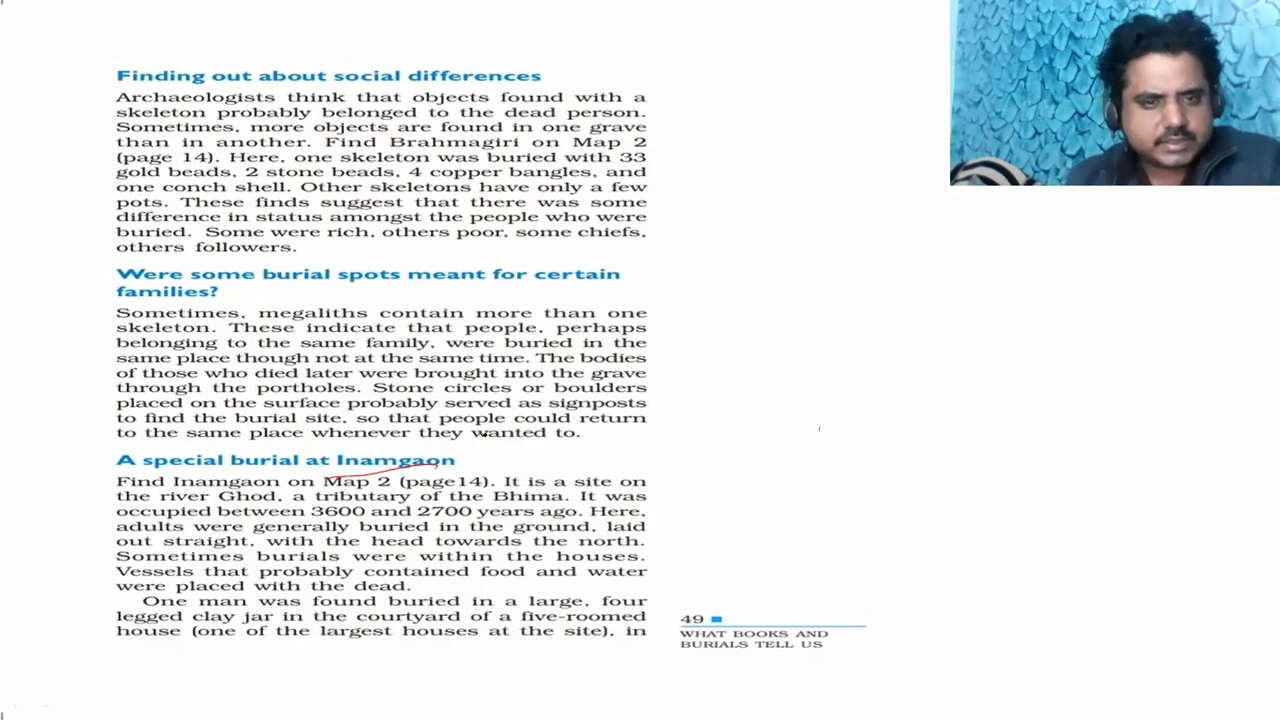 Finding out about social differences
Archaeologists think that objects found with a
skeleton probably belonged to the dead person.
Sometimes, more objects are found in one grave
than in another. Find Brahmagiri on Map 2
(page 14). Here, one skeleton was buried with 33
gold beads, 2 stone beads, 4 copper bangles, and
one conch shell. Other skeletons have only a few
pots. These finds suggest that there was some
difference in status amongst the people who were
buried. Some were rich, others poor, some chiefs,
others followers.
Were some burial spots meant for certain
families?
Sometimes, megaliths contain more than one
skeleton. These indicate that people, perhaps
belonging to the same family, were buried in the
same place though not at the same time. The bodies
of those who died later were brought into the grave
through the portholes. Stone circles or boulders
placed on the surface probably served as signposts
to find the burial site, so that people could return
to the same place whenever they wanted to.
A special burial at Inamgaon
Find Inamgaon on Map 2 (page14). It is a site on
the river Ghod, a tributary of the Bhima. It was
occupied between 3600 and 2700 years ago. Here,
adults were generally buried in the ground, laid
out straight, with the head towards the north.
Sometimes burials were within the houses.
Vessels that probably contained food and water
were placed with the dead.
One man was found buried in a large, four
legged clay jar in the courtyard of a five-roomed
house (one of the largest houses at the site), in
49
WHAT BOOKS AND
BURIALS TELL US